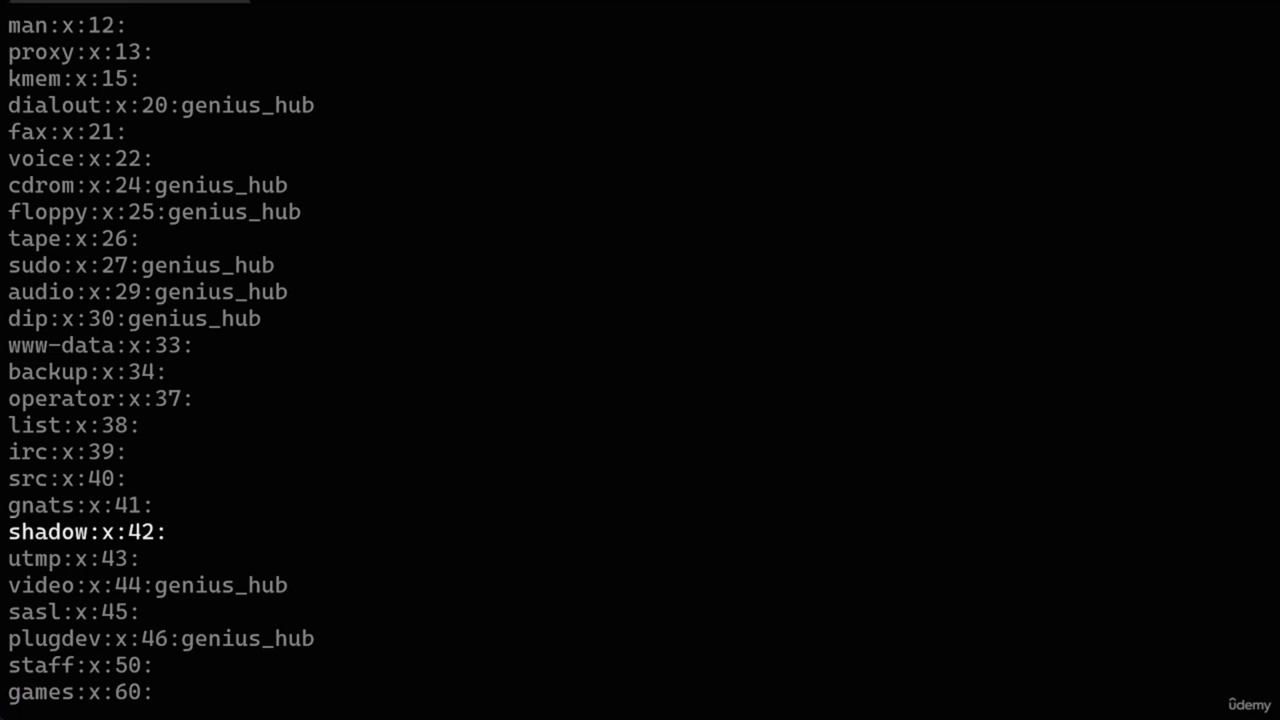 man:x:12:
proxy:x:13:
kmem:x:15:
dialout:x:20:genius_hub
fax:x:21:
voice:x:22:
cdrom:x:24:genius_hub
floppy:x:25:genius_hub
tape:x:26:
sudo:x:27:genius_hub
audio:x:29:genius_hub
dip:x:30:genius_hub
www-data:x:33:
backup:x:34:
operator:x:37:
list:x:38:
irc:x:39:
src:x:40:
gnats:x:41:
shadow:x:42:
utmp:x:43:
video:x:44:genius_hub
sasl:x:45:
plugdev:x:46:genius_hub
staff:x:50:
games:x:60:
ûdemy